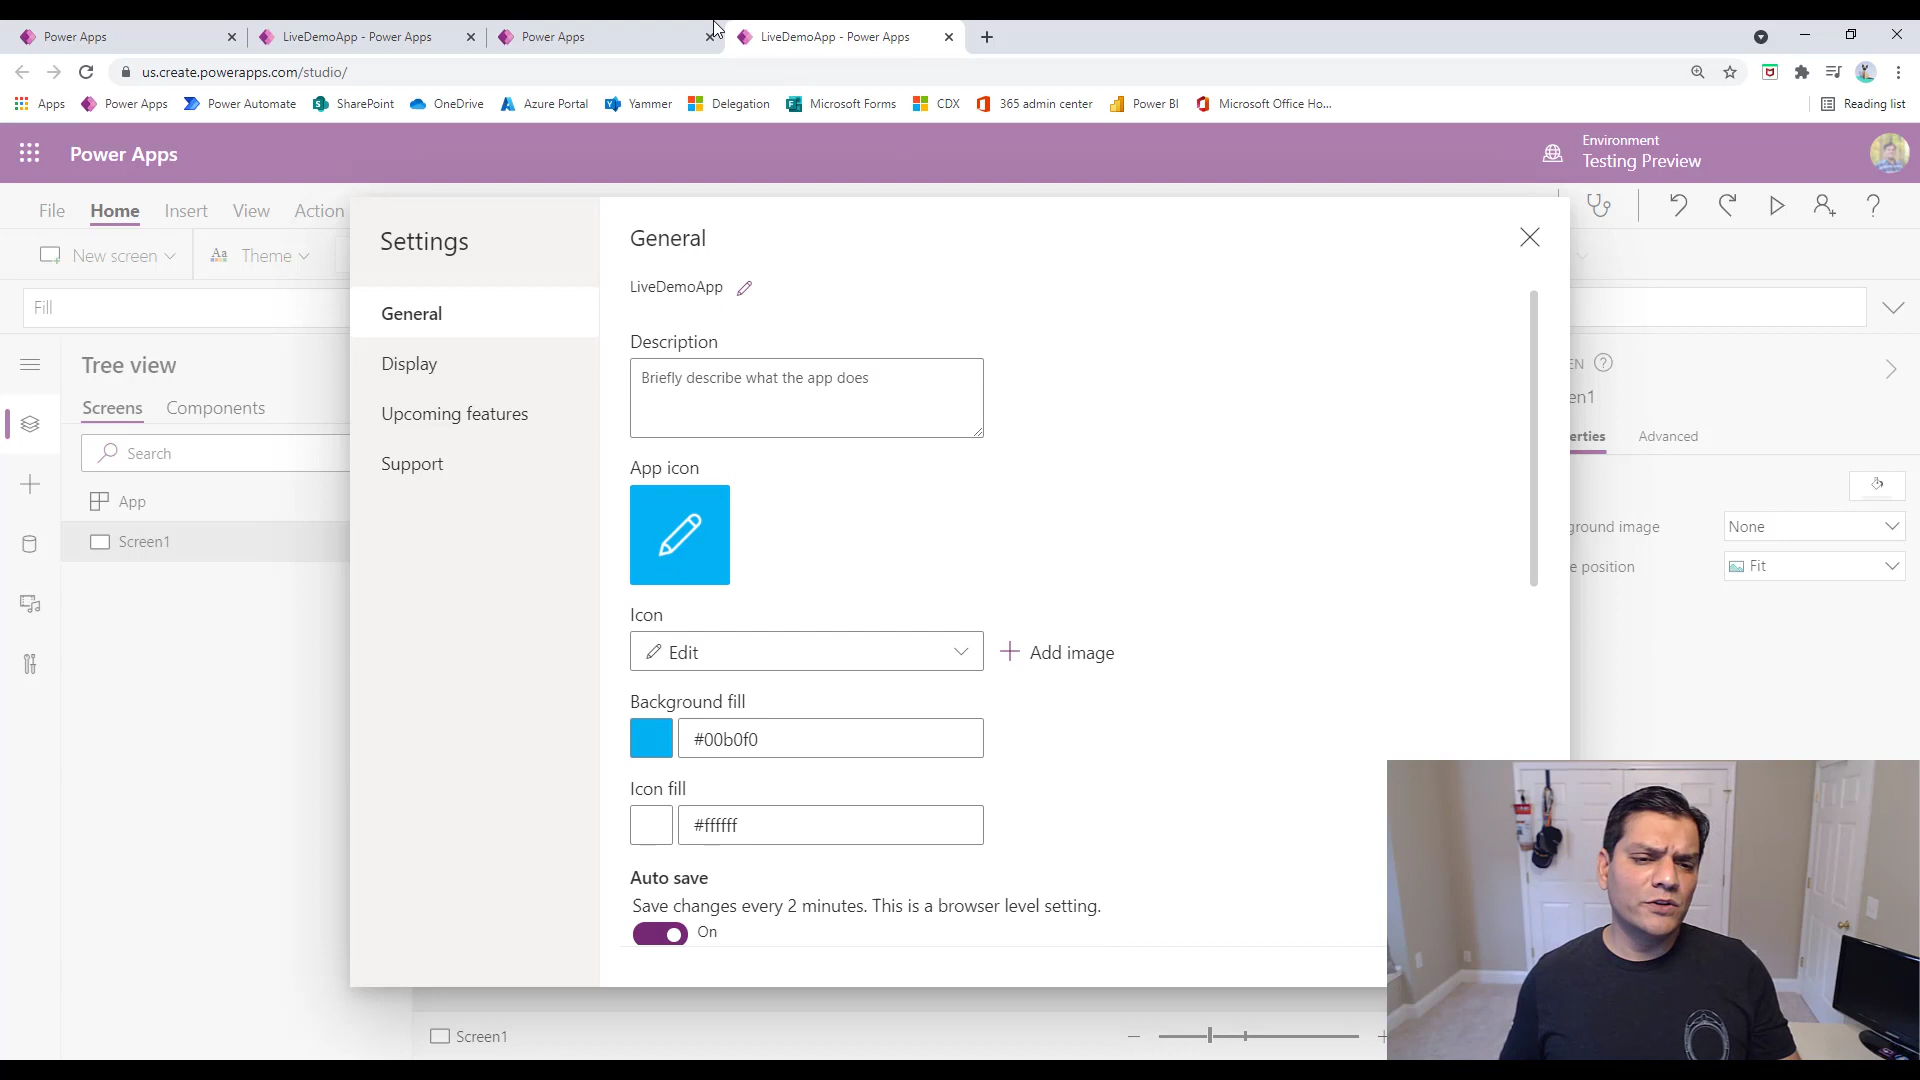 Power Apps
LiveDemoApp - Power Apps
Power Apps
LiveDemoApp - Power Apps
us.create.powerapps.com/studio/
Apps
Power Apps
Power Automate
SharePoint
OneDrive
Azure Portal
Yammer
Delegation
Microsoft Forms
CDX
365 admin center
Power BI
Microsoft Office Ho...
Reading list
Power Apps
Environment
Testing Preview
File
Home
Insert
View
Action
New screen
Theme
Fill
Tree view
Screens
Components
Search
App
Screen1
Settings
General
Display
Upcoming features
Support
General
LiveDemoApp
Description
Briefly describe what the app does
App icon
Icon
Edit
Add image
Background fill
#00b0f0
Icon fill
#ffffff
Auto save
Save changes every 2 minutes. This is a browser level setting.
On
EN
en1
erties
Advanced
ground image
None
e position
Fit
Screen1